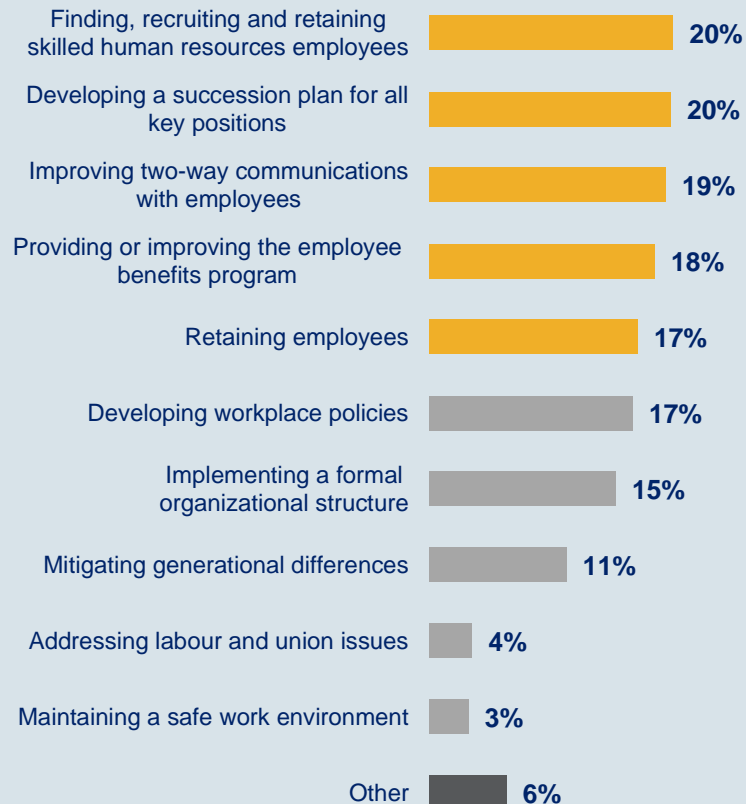 Finding, recruiting and retaining
skilled human resources employees
20%
Developing a succession plan for all
key positions
20%
Improving two-way communications
with employees
19%
Providing or improving the employee
benefits program
18%
Retaining employees
17%
Developing workplace policies
17%
Implementing a formal
organizational structure
15%
Mitigating generational differences
11%
Addressing labour and union issues
4%
Maintaining a safe work environment
3%
Other
6%